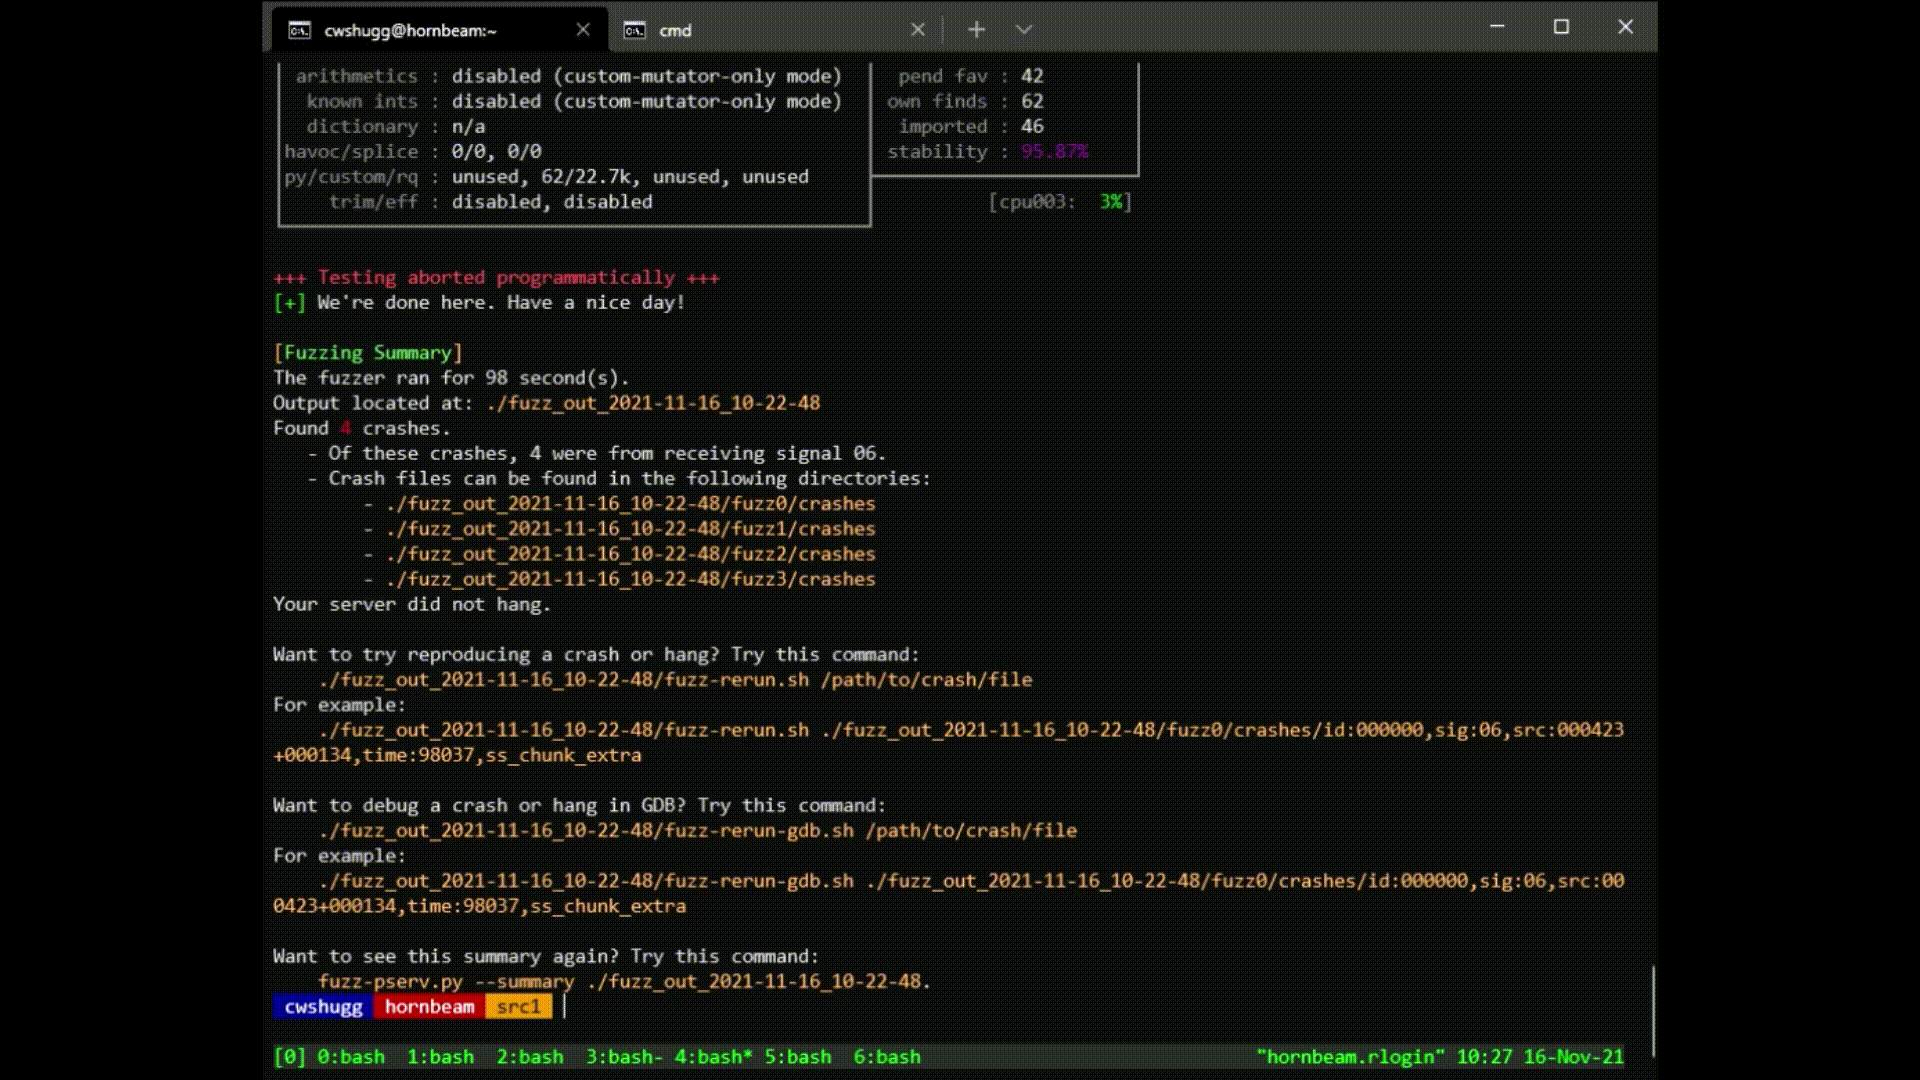 cwshugg@hornbeam:~ cmd
arithmetics : disabled (custom-mutator-only mode) pend fav : 42
known ints : disabled (custom-mutator-only mode) own finds : 62
dictionary : n/a imported : 46
havoc/splice : 0/0, 0/0 stability : 95.87%
py/custom/rq : unused, 62/22.7k, unused, unused
trim/eff : disabled, disabled [cpu003: 3%]
+++ Testing aborted programmatically +++
[+] We're done here. Have a nice day!
[Fuzzing Summary]
The fuzzer ran for 98 second(s).
Output located at: ./fuzz_out_2021-11-16_10-22-48
Found 4 crashes.
- Of these crashes, 4 were from receiving signal 06.
- Crash files can be found in the following directories:
- ./fuzz_out_2021-11-16_10-22-48/fuzz0/crashes
- ./fuzz_out_2021-11-16_10-22-48/fuzz1/crashes
- ./fuzz_out_2021-11-16_10-22-48/fuzz2/crashes
- ./fuzz_out_2021-11-16_10-22-48/fuzz3/crashes
Your server did not hang.
Want to try reproducing a crash or hang? Try this command:
./fuzz_out_2021-11-16_10-22-48/fuzz-rerun.sh /path/to/crash/file
For example:
./fuzz_out_2021-11-16_10-22-48/fuzz-rerun.sh ./fuzz_out_2021-11-16_10-22-48/fuzz0/crashes/id:000000,sig:06,src:000423
+000134,time:98037,ss_chunk_extra
Want to debug a crash or hang in GDB? Try this command:
./fuzz_out_2021-11-16_10-22-48/fuzz-rerun-gdb.sh /path/to/crash/file
For example:
./fuzz_out_2021-11-16_10-22-48/fuzz-rerun-gdb.sh ./fuzz_out_2021-11-16_10-22-48/fuzz0/crashes/id:000000,sig:06,src:00
0423+000134,time:98037,ss_chunk_extra
Want to see this summary again? Try this command:
fuzz-pserv.py --summary ./fuzz_out_2021-11-16_10-22-48.
cwshugg hornbeam src1
[0] 0:bash 1:bash 2:bash 3:bash- 4:bash* 5:bash 6:bash "hornbeam.rlogin" 10:27 16-Nov-21